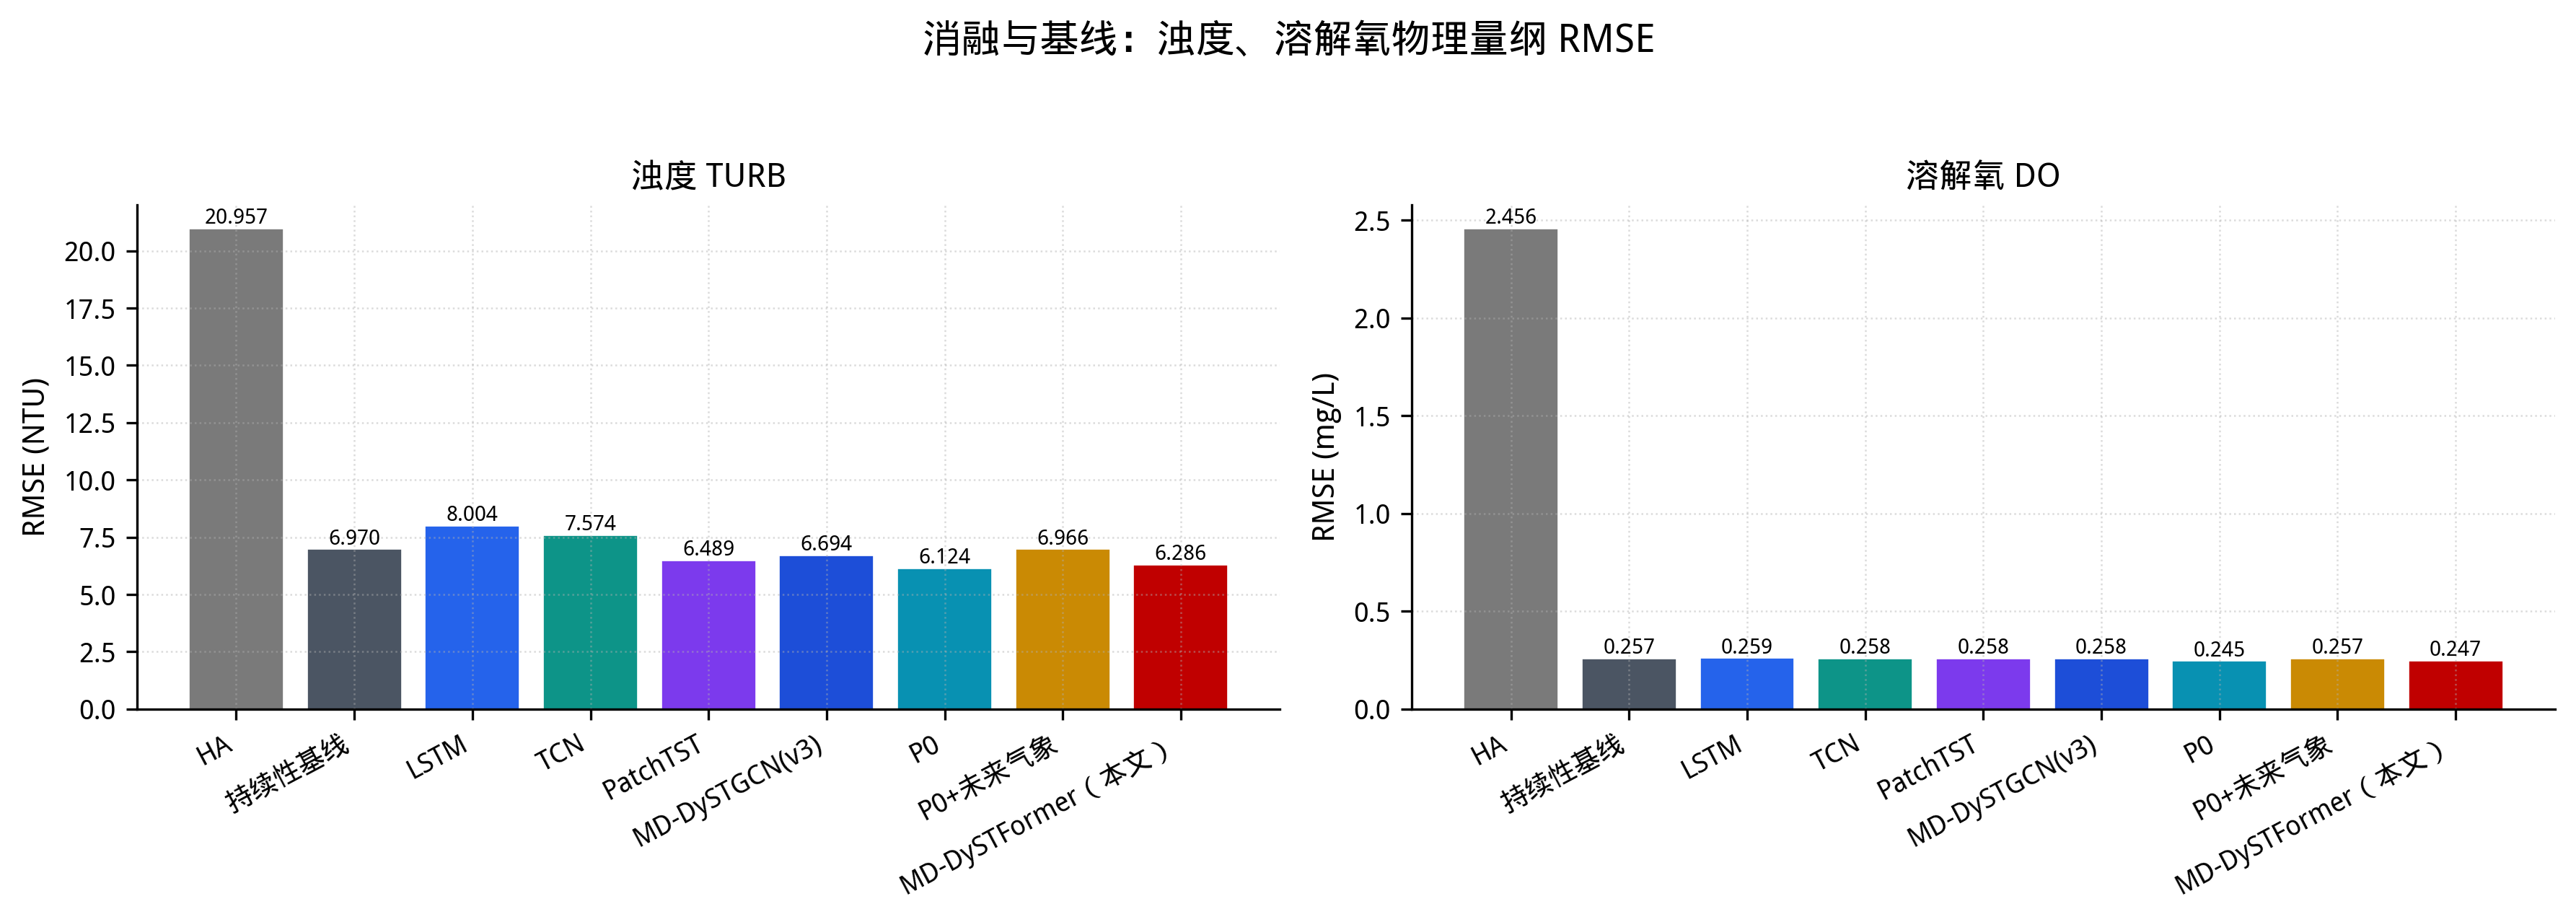 消融与基线：浊度、溶解氧物理量纲 RMSE
浊度 TURB
RMSE (NTU)
20.0
17.5
15.0
12.5
10.0
7.5
5.0
2.5
0.0
20.957
6.970
8.004
7.574
6.489
6.694
6.124
6.966
6.286
HA
持续性基线
LSTM
TCN
PatchTST
MD-DySTGCN(v3)
P0
P0+未来气象
MD-DySTFormer（本文）
溶解氧 DO
RMSE (mg/L)
2.5
2.0
1.5
1.0
0.5
0.0
2.456
0.257
0.259
0.258
0.258
0.258
0.245
0.257
0.247
HA
持续性基线
LSTM
TCN
PatchTST
MD-DySTGCN(v3)
P0
P0+未来气象
MD-DySTFormer（本文）